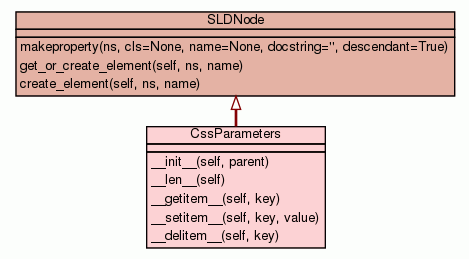 SLDNode
makeproperty(ns, cls=None, name=None, docstring='', descendant=True)
get_or_create_element(self, ns, name)
create_element(self, ns, name)
CssParameters
__init__(self, parent)
__len__(self)
__getitem__(self, key)
__setitem__(self, key, value)
__delitem__(self, key)